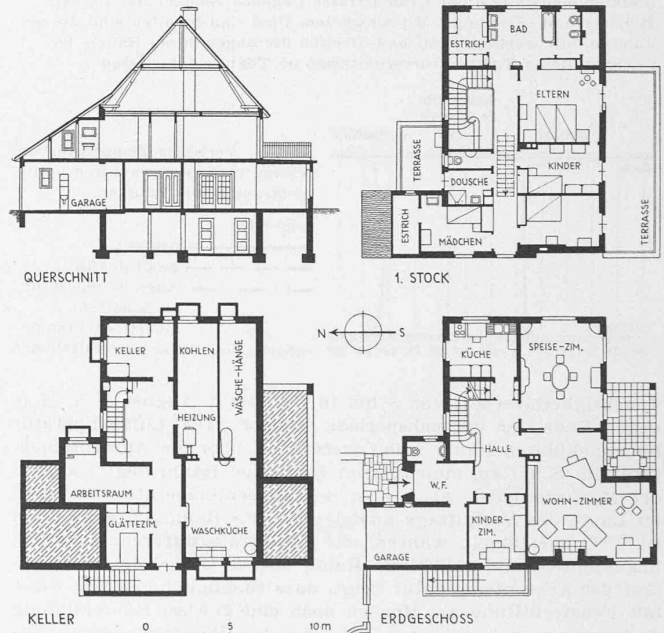 ESTRICH
BAD
ELTERN
TERRASSE
KINDER
DOUSCHE
ESTRICH
MÄDCHEN
TERRASSE
GARAGE
QUERSCHNITT
1. STOCK
N S
KELLER
KOHLEN
WÄSCHE-HÄNGE
HEIZUNG
ARBEITSRAUM
GLÄTTEZIM.
WASCHKÜCHE
KÜCHE
SPEISE-ZIM.
HALLE
W.F.
WOHN-ZIMMER
KINDER-
ZIM.
GARAGE
KELLER
ERDGESCHOSS
0 5 10 m